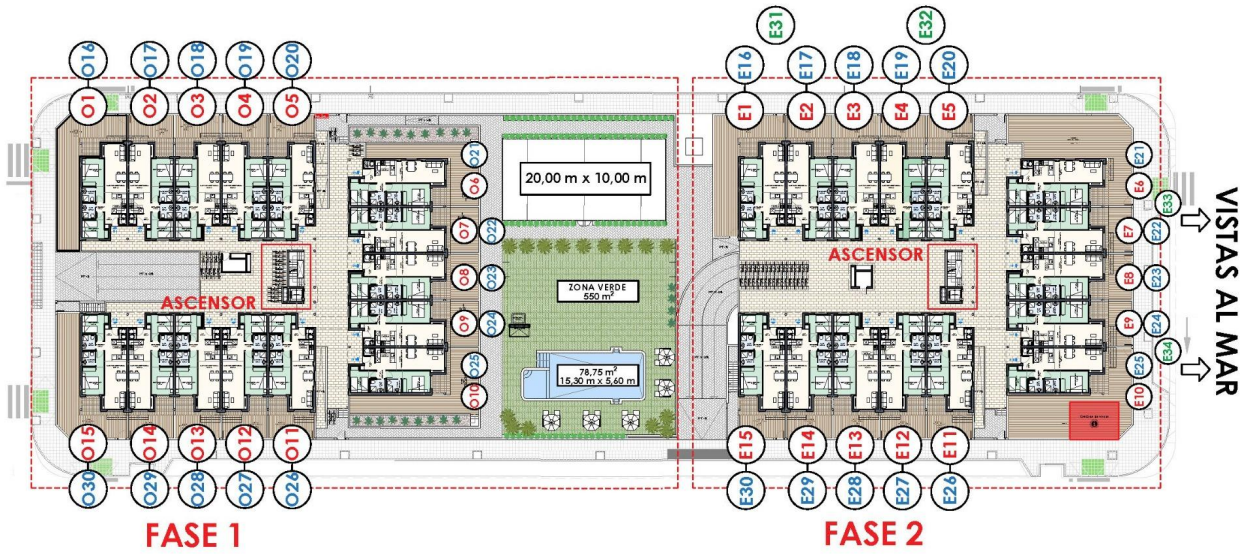 E31
E32
O16
O17
O18
O19
O20
E16
E17
E18
E19
E20
O1
O2
O3
O4
O5
E1
E2
E3
E4
E5
O21
O6
O7
O22
O8
O23
O9
O24
O25
O10
20,00 m x 10,00 m
ZONA VERDE
550 m²
78,75 m²
15,30 m x 5,60 m
ASCENSOR
ASCENSOR
E21
E6
E33
E7
E22
E8
E23
E9
E24
E34
E25
E10
VISTAS AL MAR
O15
O14
O13
O12
O11
E15
E14
E13
E12
E11
O30
O29
O28
O27
O26
E30
E29
E28
E27
E26
FASE 1
FASE 2